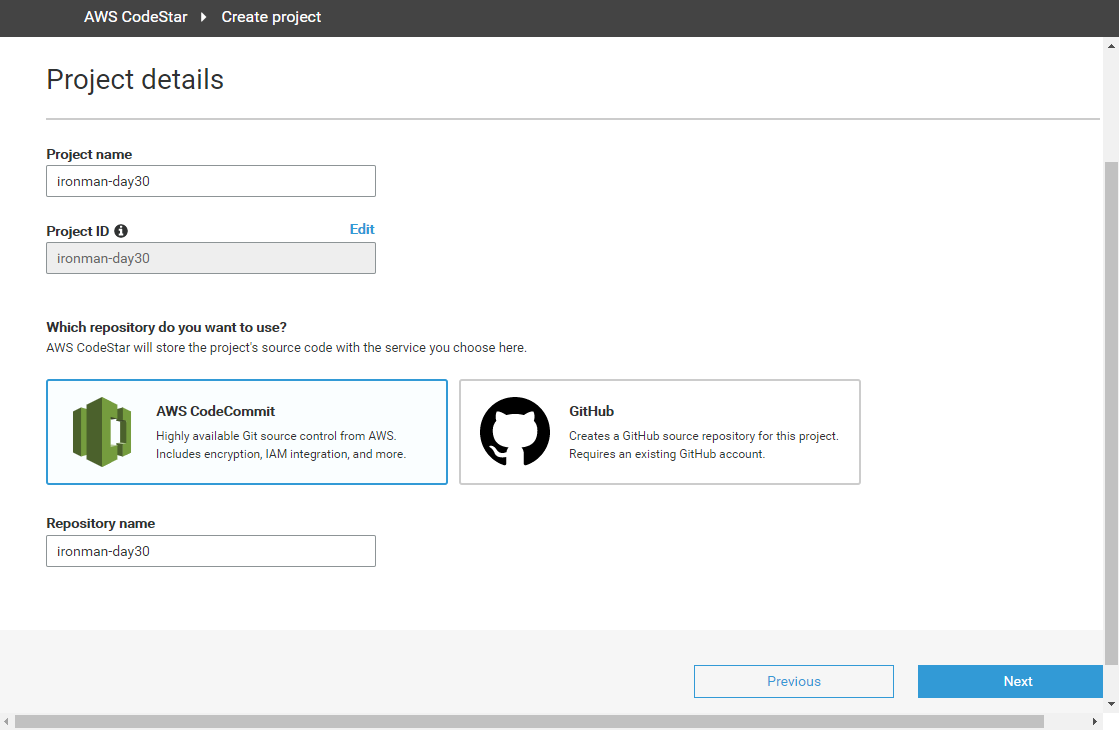 AWS CodeStar Create project
Project details
Project name
ironman-day30
Project ID
Edit
ironman-day30
Which repository do you want to use?
AWS CodeStar will store the project's source code with the service you choose here.
AWS CodeCommit
Highly available Git source control from AWS.
Includes encryption, IAM integration, and more.
GitHub
Creates a GitHub source repository for this project.
Requires an existing GitHub account.
Repository name
ironman-day30
Previous
Next